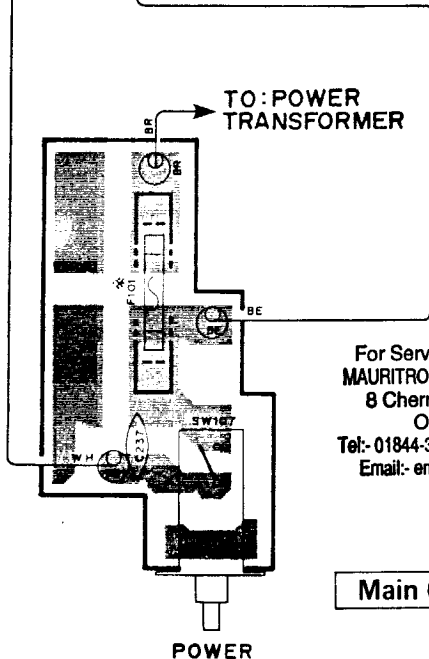 TO:POWER
TRANSFORMER
BR
BR
F101
BE
BE
For Serv
MAURITRO
8 Chern
O
Tel:- 01844-3
Email:- en
SW107
WH
C237
Main
POWER